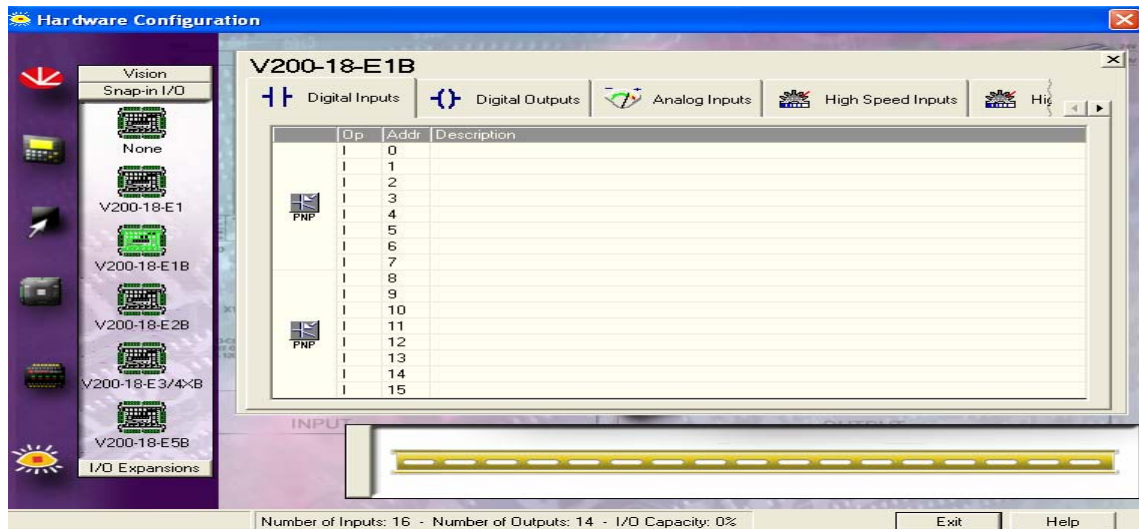 Hardware Configuration
Vision
Snap-in I/O
None
V200-18-E1
V200-18-E1B
V200-18-E2B
V200-18-E3/4XB
V200-18-E5B
I/O Expansions
V200-18-E1B
Digital Inputs Digital Outputs Analog Inputs High Speed Inputs Hig
Op Addr Description
I 0
I 1
I 2
I 3
PNP
I 4
I 5
I 6
I 7
I 8
I 9
I 10
I 11
PNP
I 12
I 13
I 14
I 15
INPUT
Number of Inputs: 16 - Number of Outputs: 14 - I/O Capacity: 0%
Exit
Help